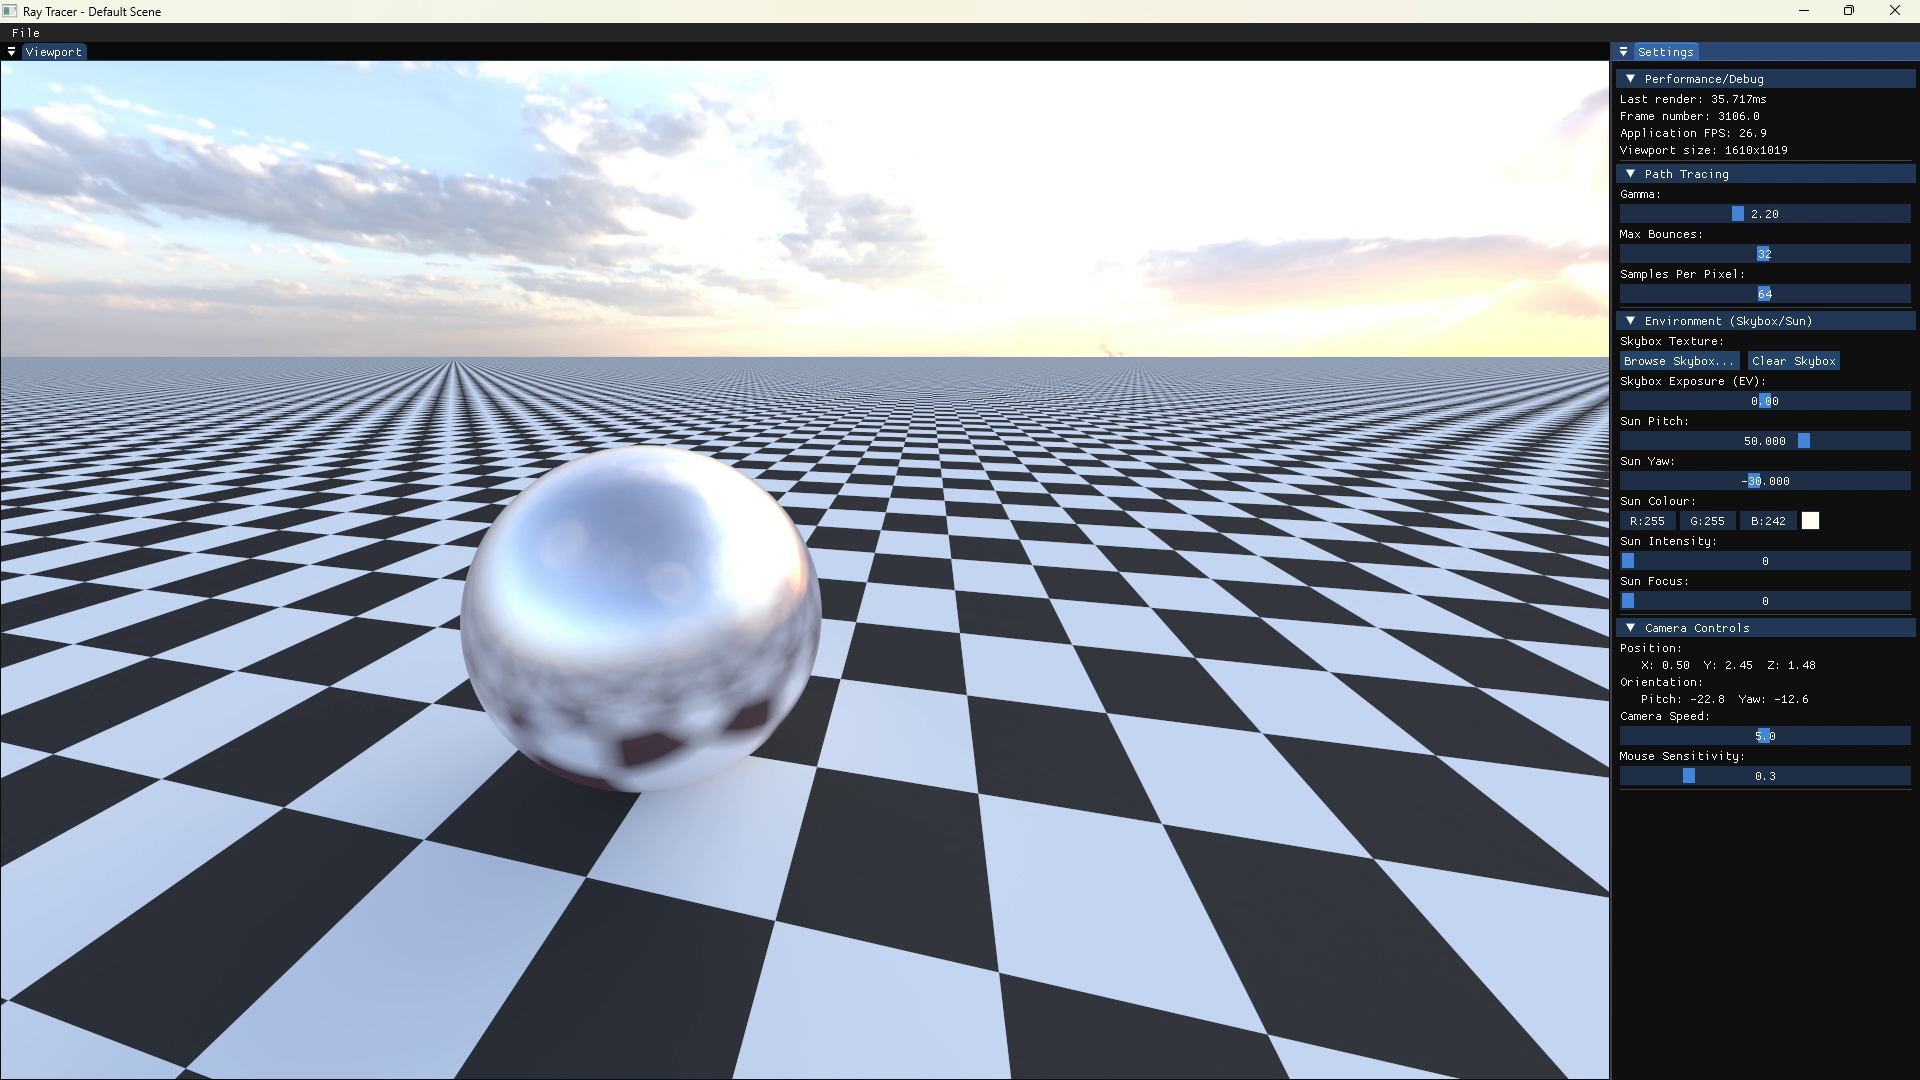 Ray Tracer - Default Scene
File
Viewport
Settings
Performance/Debug
Last render: 35.717ms
Frame number: 3106.0
Application FPS: 26.9
Viewport size: 1610x1019
Path Tracing
Gamma:
2.20
Max Bounces:
32
Samples Per Pixel:
64
Environment (Skybox/Sun)
Skybox Texture:
Browse Skybox... Clear Skybox
Skybox Exposure (EV):
0.00
Sun Pitch:
50.000
Sun Yaw:
-30.000
Sun Colour:
R:255 G:255 B:242
Sun Intensity:
0
Sun Focus:
0
Camera Controls
Position:
X: 0.50 Y: 2.45 Z: 1.48
Orientation:
Pitch: -22.8 Yaw: -12.6
Camera Speed:
5.0
Mouse Sensitivity:
0.3